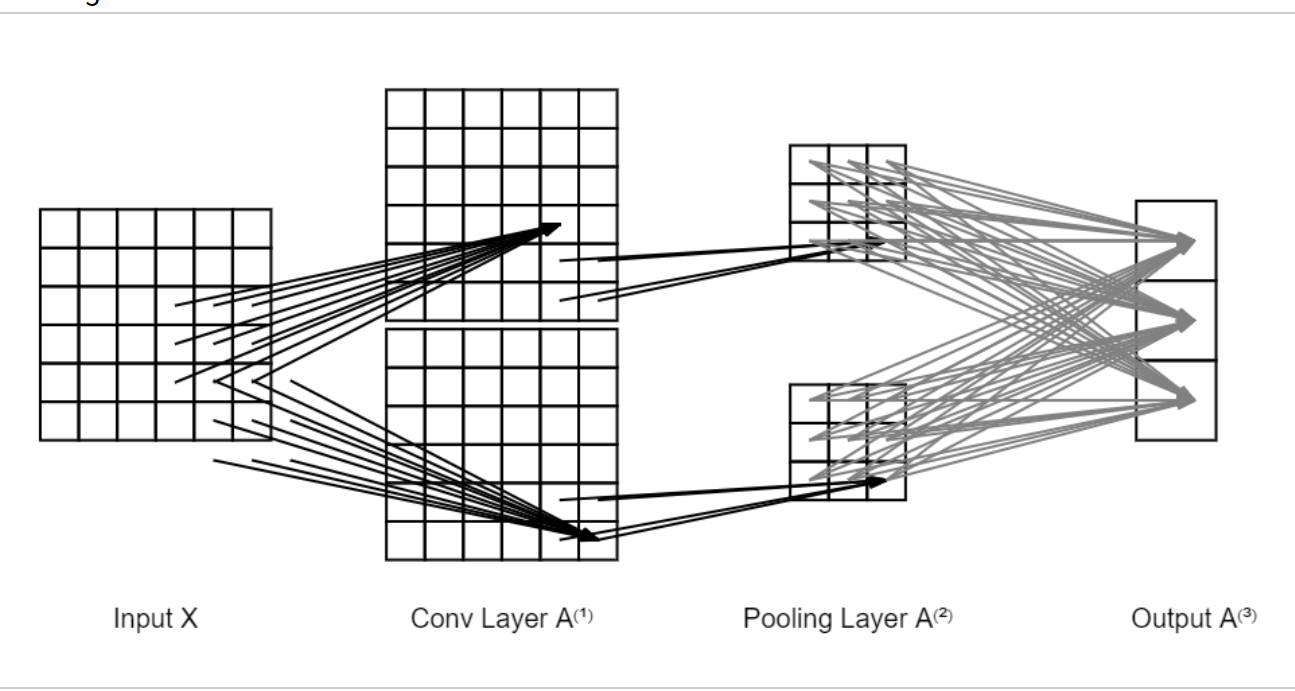 Input X
Conv Layer A⁽¹⁾
Pooling Layer A⁽²⁾
Output A⁽³⁾